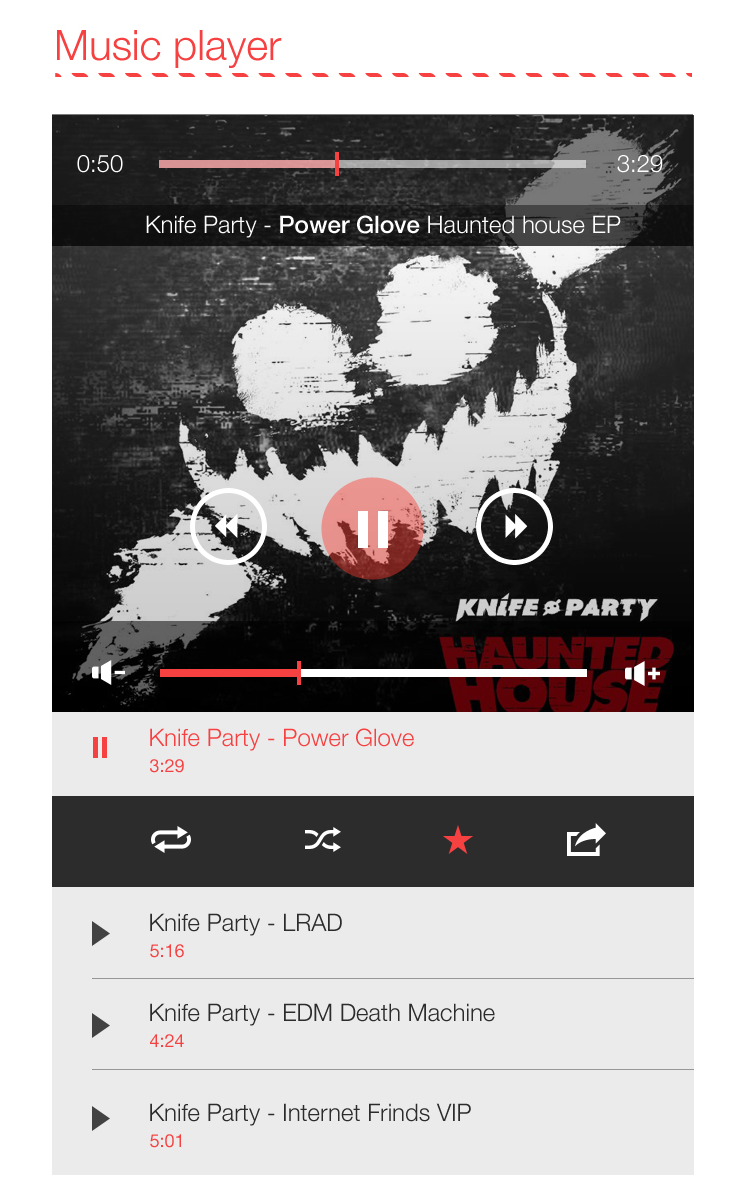 Music player
0:50 3:29
Knife Party - Power Glove Haunted house EP
KNiFE PARTY
HAUNTED
HOUSE
Knife Party - Power Glove
3:29
Knife Party - LRAD
5:16
Knife Party - EDM Death Machine
4:24
Knife Party - Internet Frinds VIP
5:01